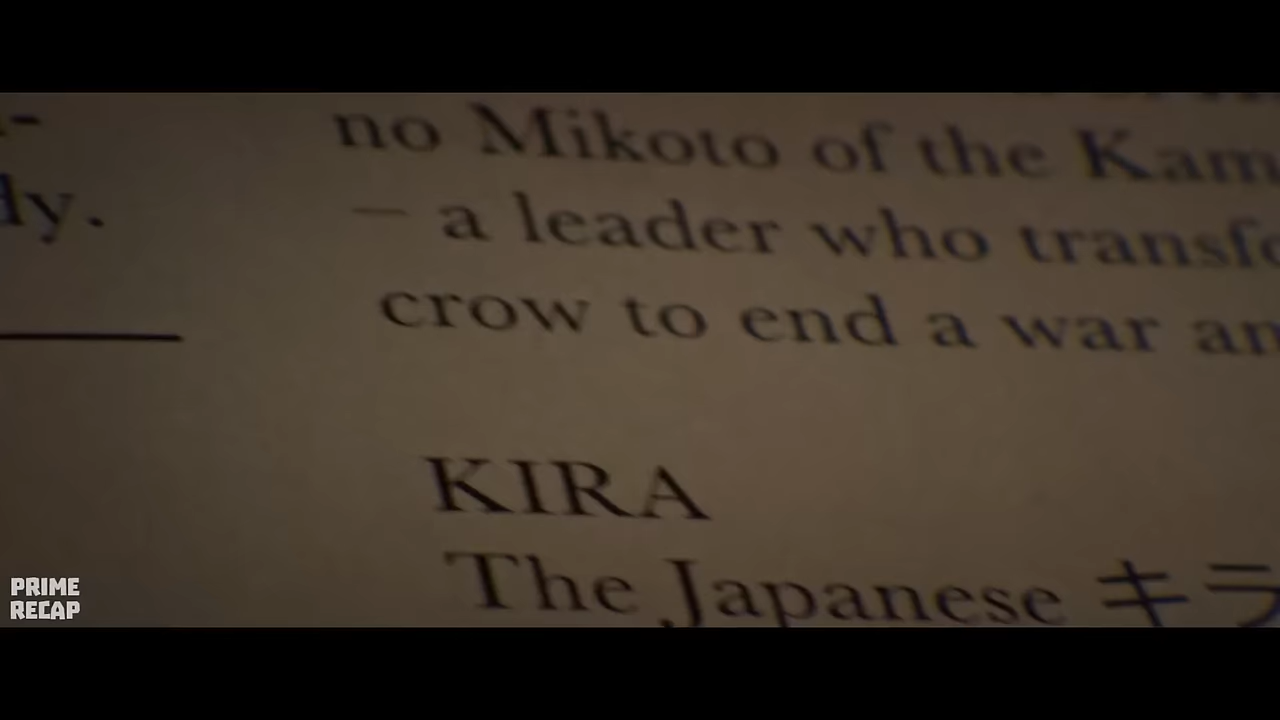 dy.
no Mikoto of the Kam
– a leader who transfo
crow to end a war an
KIRA
The Japanese キラ
PRIME
RECAP